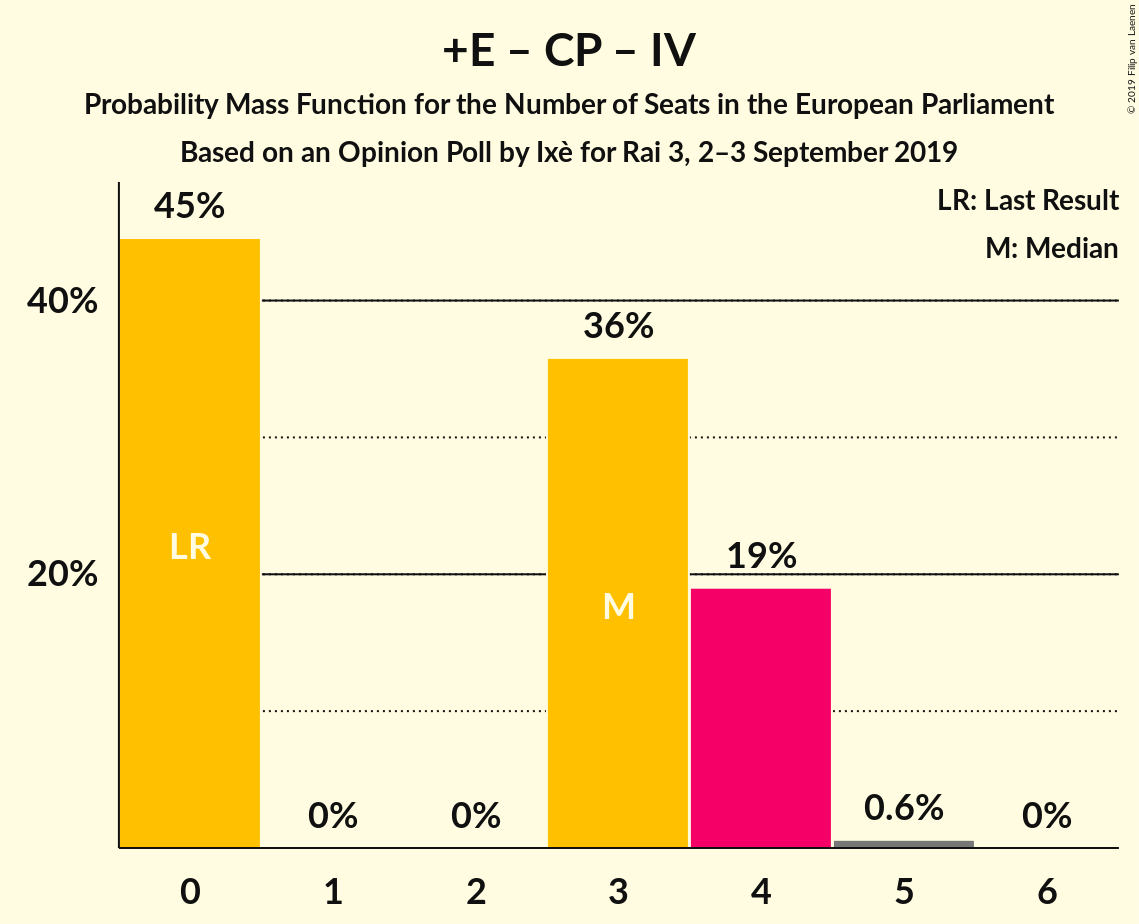 +E – CP – IV
Probability Mass Function for the Number of Seats in the European Parliament
Based on an Opinion Poll by Ixè for Rai 3, 2–3 September 2019
© 2019 Filip van Laenen
LR: Last Result
M: Median
45%
40%
36%
LR
19%
20%
M
0%
0%
0.6%
0%
0
1
2
3
4
5
6